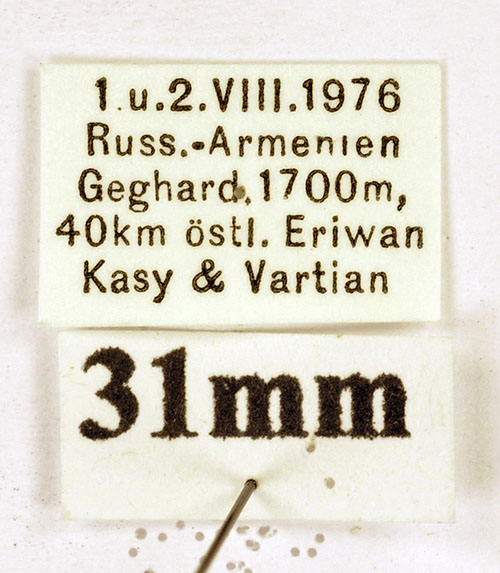 1.u.2.VIII.1976
Russ.-Armenien
Geghard, 1700m,
40km östl. Eriwan
Kasy & Vartian
31mm